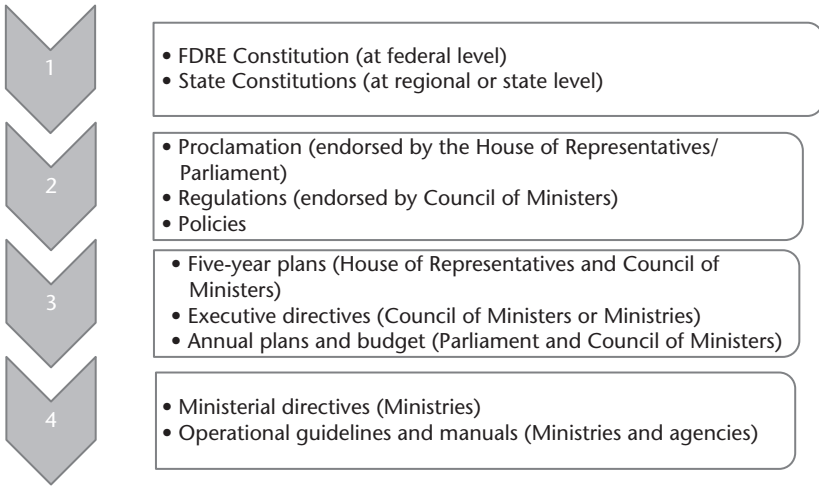 1
• FDRE Constitution (at federal level)
• State Constitutions (at regional or state level)
2
• Proclamation (endorsed by the House of Representatives/
Parliament)
• Regulations (endorsed by Council of Ministers)
• Policies
3
• Five-year plans (House of Representatives and Council of
Ministers)
• Executive directives (Council of Ministers or Ministries)
• Annual plans and budget (Parliament and Council of Ministers)
4
• Ministerial directives (Ministries)
• Operational guidelines and manuals (Ministries and agencies)